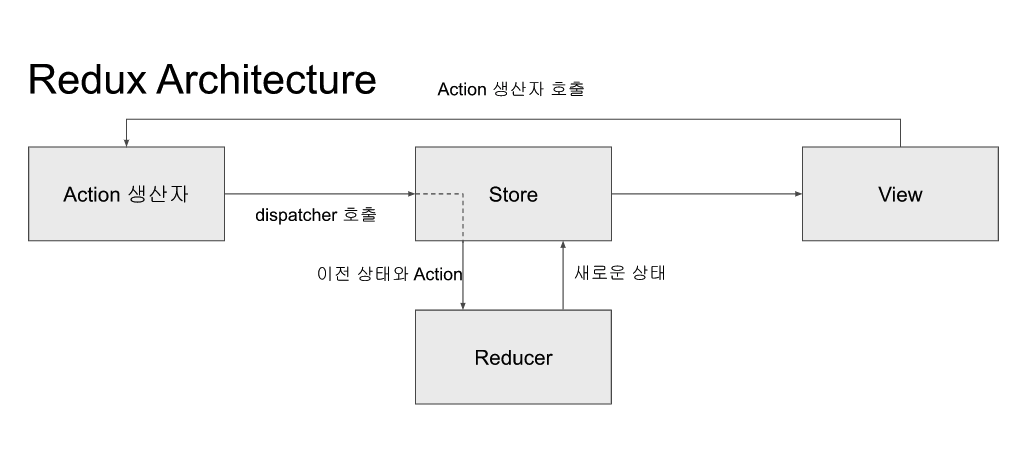 Redux Architecture
Action 생산자 호출
Action 생산자
dispatcher 호출
Store
View
이전 상태와 Action
새로운 상태
Reducer